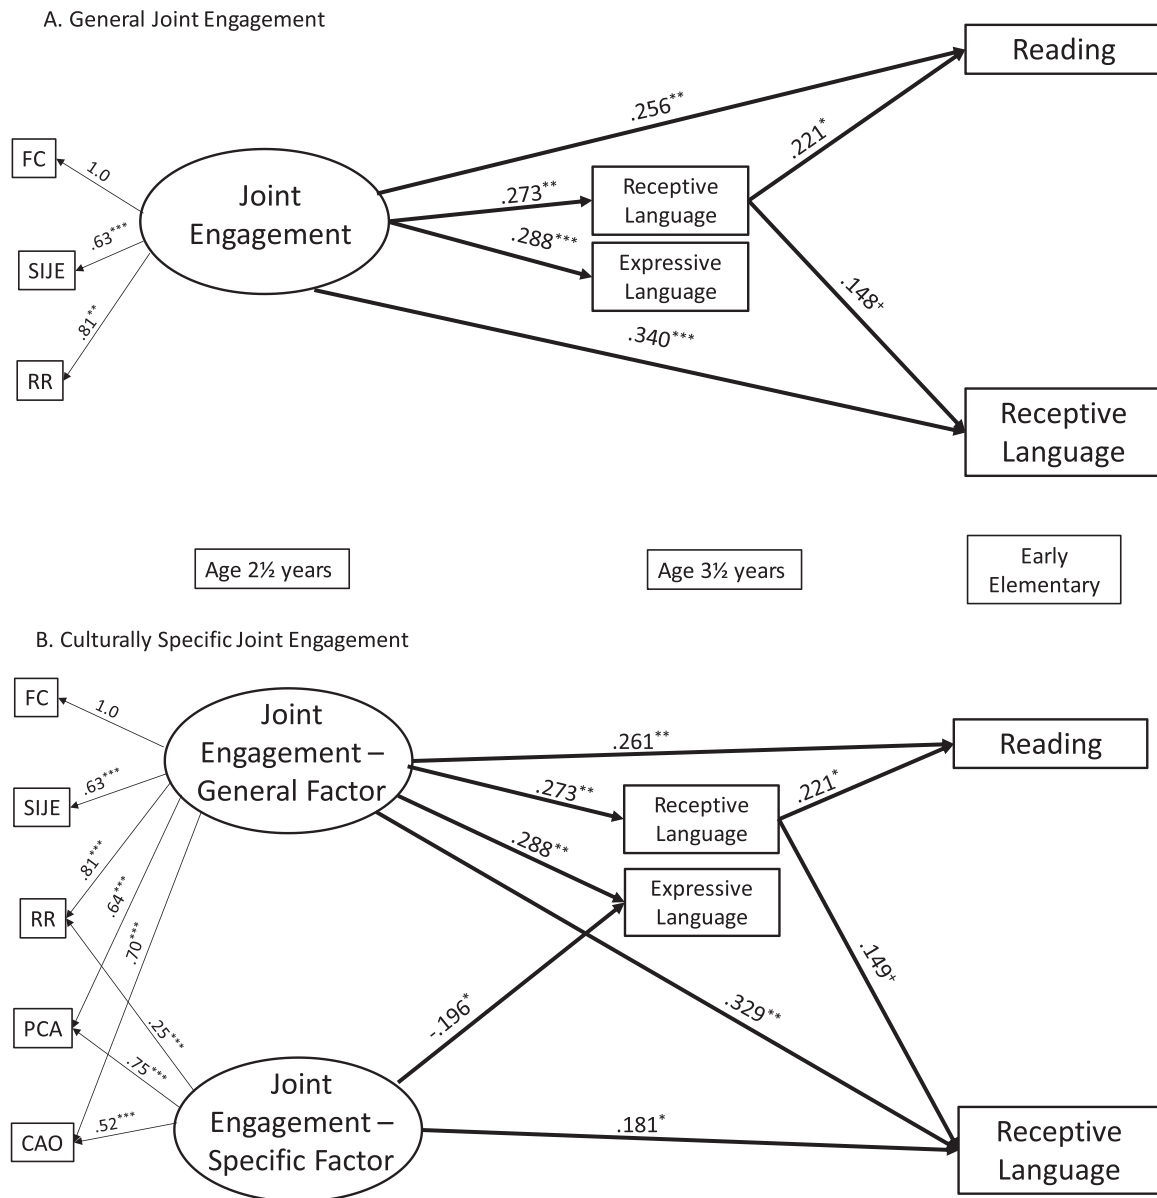 A. General Joint Engagement
Reading
.256**
.221*
FC
1.0
Joint
Engagement
.273**
Receptive
Language
.63***
SIJE
.288***
Expressive
Language
.148+
.81**
RR
.340***
Receptive
Language
Age 2½ years
Age 3½ years
Early
Elementary
B. Culturally Specific Joint Engagement
FC
1.0
Joint
Engagement –
General Factor
.261**
Reading
.63***
SIJE
.273**
Receptive
Language
.221*
.81***
.288**
.64***
Expressive
Language
RR
.70***
.149+
PCA
.25***
-.196*
.329**
.75***
Joint
Engagement –
Specific Factor
.52***
CAO
.181*
Receptive
Language